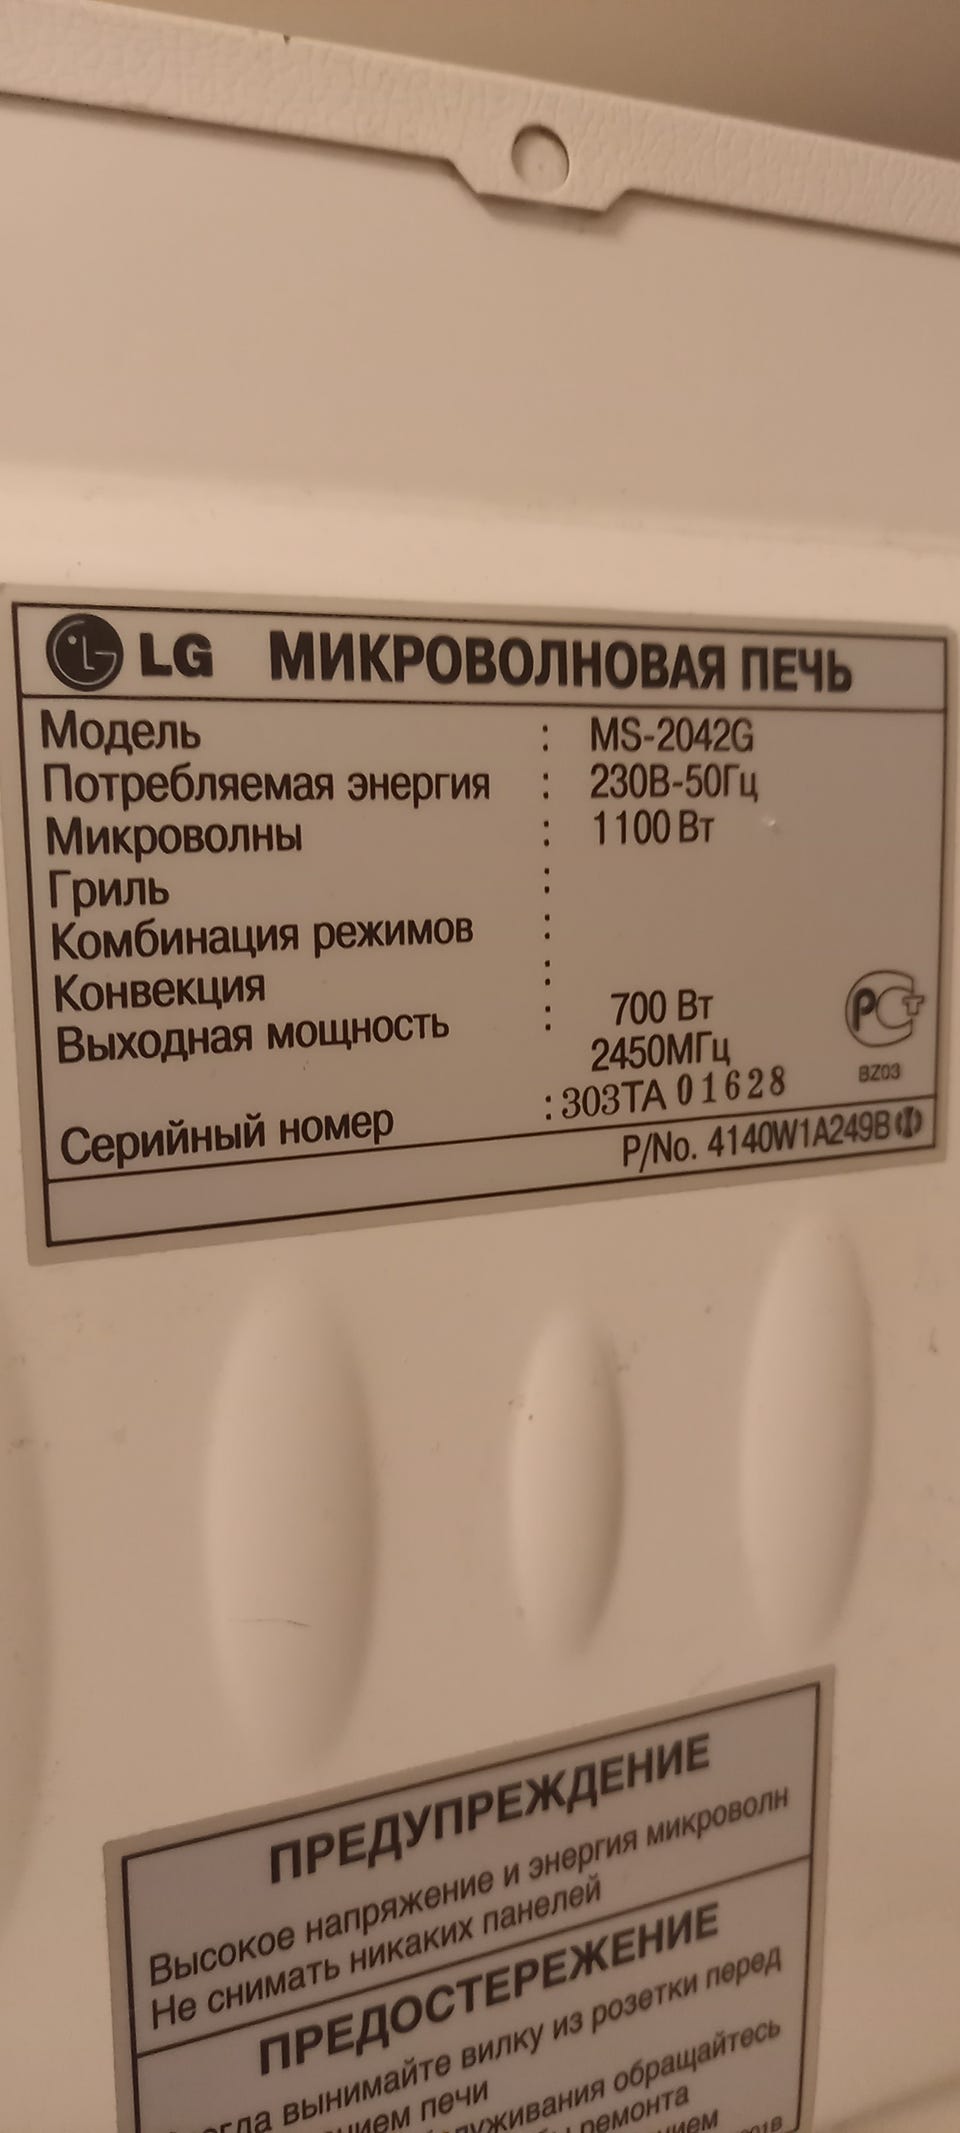 LG МИКРОВОЛНОВАЯ ПЕЧЬ
Модель : MS-2042G
Потребляемая энергия : 230В-50Гц
Микроволны : 1100 Вт
Гриль :
Комбинация режимов :
Конвекция :
Выходная мощность : 700 Вт
2450МГц
Серийный номер :303TA 01628
РСТ
BZ03
P/No. 4140W1A249B
ПРЕДУПРЕЖДЕНИЕ
Высокое напряжение и энергия микроволн
Не снимать никаких панелей
ПРЕДОСТЕРЕЖЕНИЕ
вынимайте вилку из розетки перед
печи
обращайтесь
ремонта